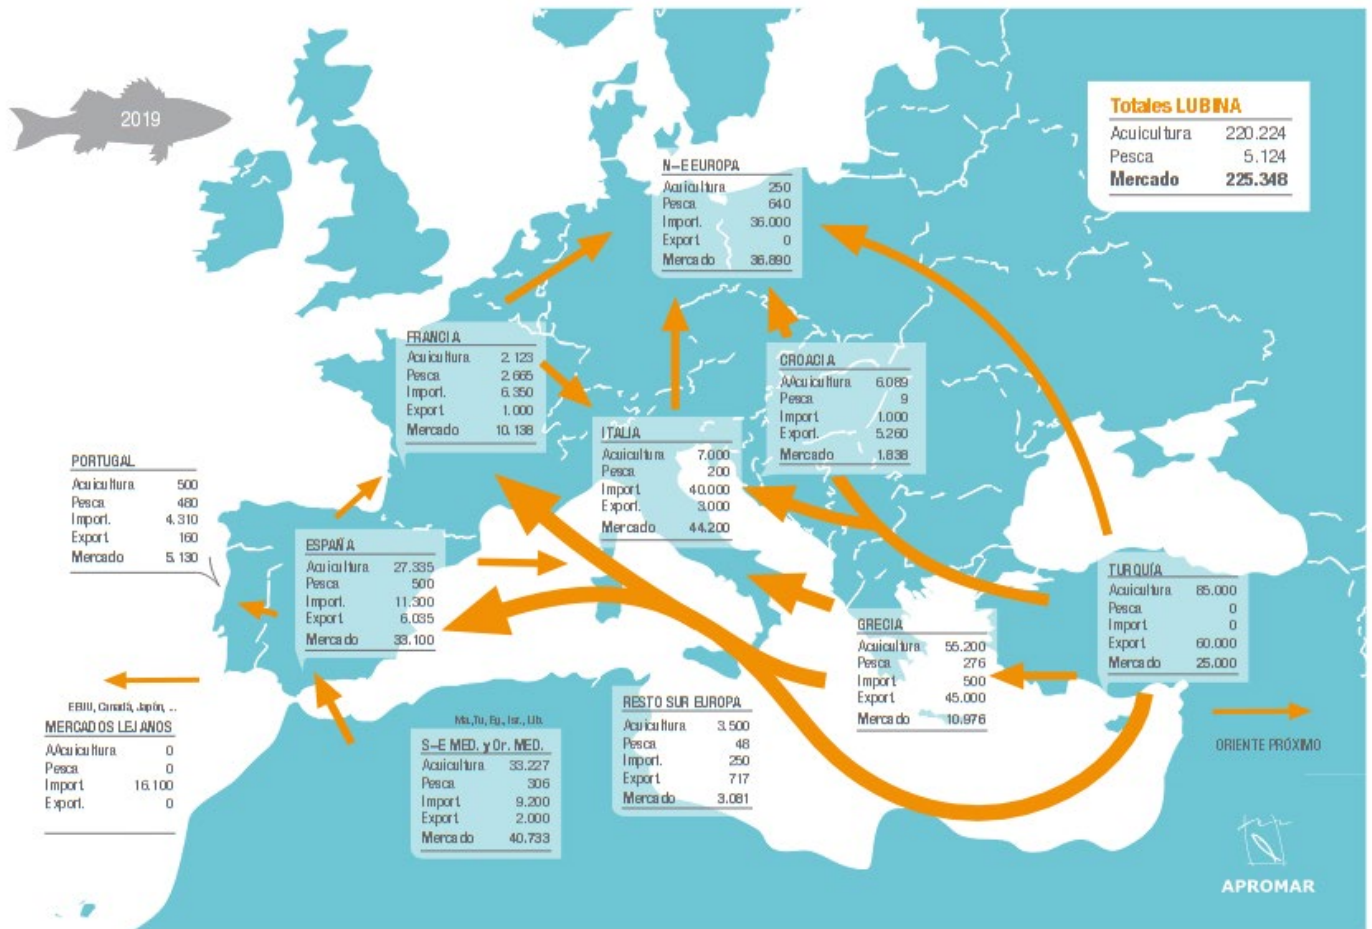 2019
Totales LUBINA
Acuicultura 220.224
Pesca 5.124
Mercado 225.348
N-E EUROPA
Acuicultura 250
Pesca 640
Import. 36.000
Export. 0
Mercado 36.890
FRANCIA
Acuicultura 2.123
Pesca 2.665
Import. 6.350
Export. 1.000
Mercado 10.138
CROACIA
AAcuicultura 6.089
Pesca 9
Import. 1.000
Export. 5.260
Mercado 1.838
ITALIA
Acuicultura 7.000
Pesca 200
Import. 40.000
Export. 3.000
Mercado 44.200
PORTUGAL
Acuicultura 500
Pesca 480
Import. 4.310
Export. 160
Mercado 5.130
ESPAÑA
Acuicultura 27.335
Pesca 500
Import. 11.300
Export. 6.035
Mercado 33.100
TURQUÍA
Acuicultura 85.000
Pesca 0
Import. 0
Export. 60.000
Mercado 25.000
GRECIA
Acuicultura 55.200
Pesca 276
Import. 500
Export. 45.000
Mercado 10.976
RESTO SUR EUROPA
Acuicultura 3.500
Pesca 48
Import. 250
Export. 717
Mercado 3.081
EEUU, Canadá, Japón, ...
MERCADOS LEJANOS
AAcuicultura 0
Pesca 0
Import. 16.100
Export. 0
Ma., Tu, Eg., Isr., Lib.
S-E MED. y Or. MED.
Acuicultura 33.227
Pesca 306
Import. 9.200
Export. 2.000
Mercado 40.733
ORIENTE PRÓXIMO
APROMAR